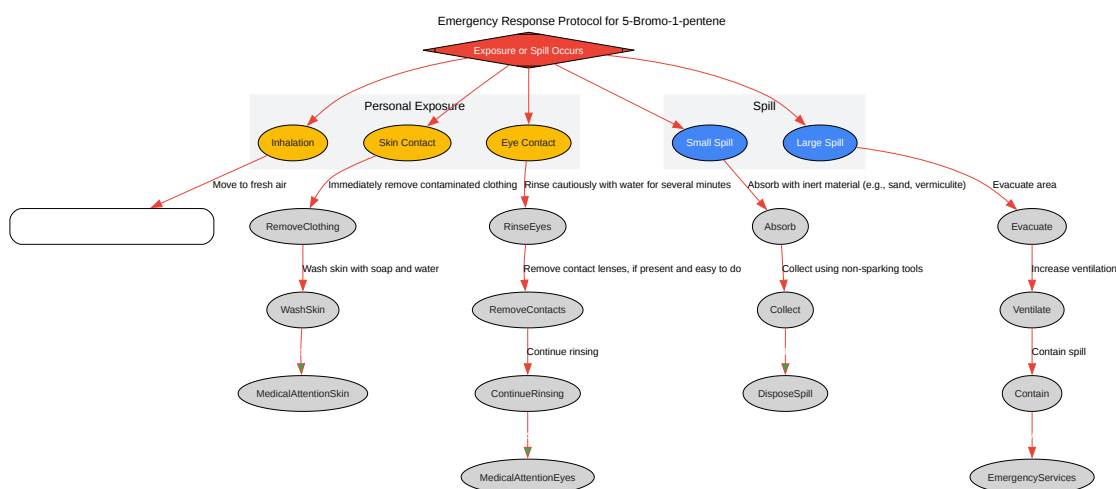 Emergency Response Protocol for 5-Bromo-1-pentene
Exposure or Spill Occurs
Personal Exposure
Spill
Inhalation
Skin Contact
Eye Contact
Small Spill
Large Spill
Move to fresh air
Immediately remove contaminated clothing
Rinse cautiously with water for several minutes
Absorb with inert material (e.g., sand, vermiculite)
Evacuate area
RemoveClothing
RinseEyes
Absorb
Evacuate
Wash skin with soap and water
Remove contact lenses, if present and easy to do
Collect using non-sparking tools
Increase ventilation
WashSkin
RemoveContacts
Collect
Ventilate
Continue rinsing
Contain spill
MedicalAttentionSkin
ContinueRinsing
DisposeSpill
Contain
MedicalAttentionEyes
EmergencyServices